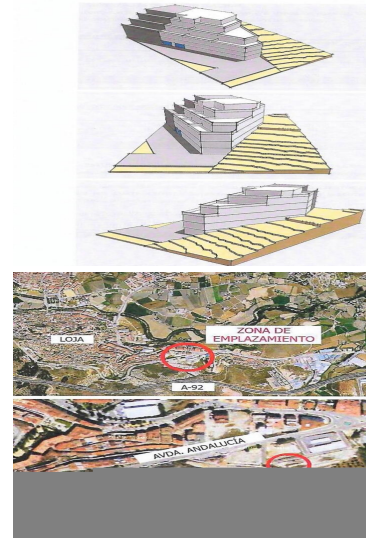 LOJA
ZONA DE
EMPLAZAMIENTO
A-92
AVDA. ANDALUCÍA